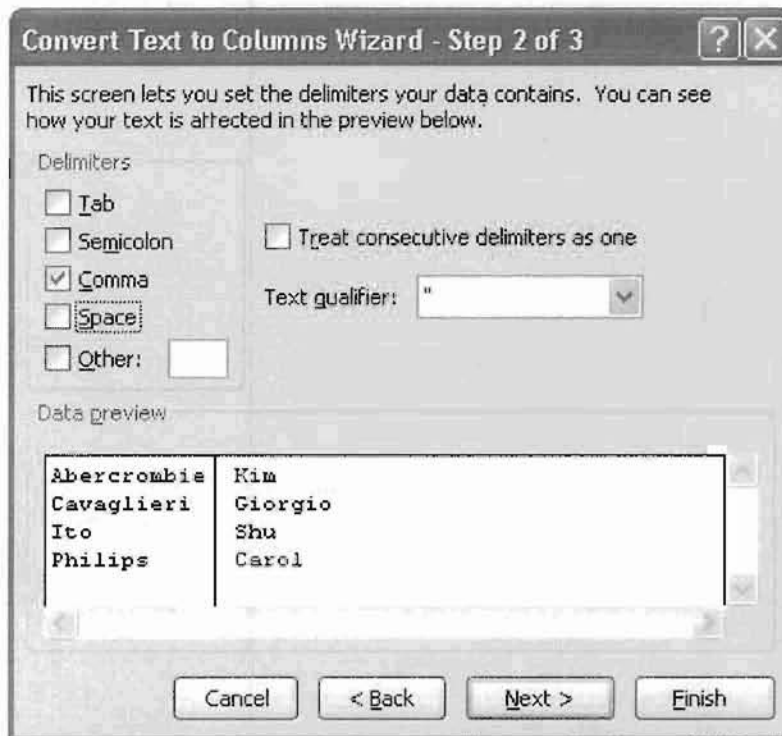 Convert Text to Columns Wizard - Step 2 of 3
This screen lets you set the delimiters your data contains. You can see
how your text is affected in the preview below.
Delimiters
Tab
Semicolon
Comma
Space
Other:
Treat consecutive delimiters as one
Text qualifier: "
Data preview
Abercrombie Kim
Cavaglieri Giorgio
Ito Shu
Philips Carol
Cancel < Back Next > Finish